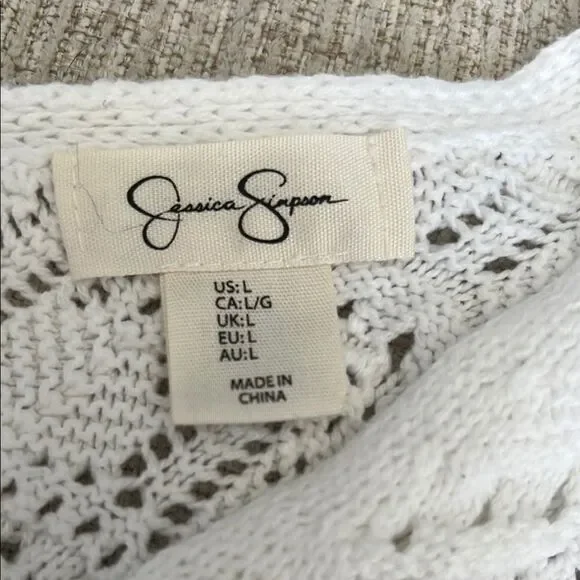 Jessica Simpson
US: L
CA: L/G
UK: L
EU: L
AU: L
MADE IN
CHINA